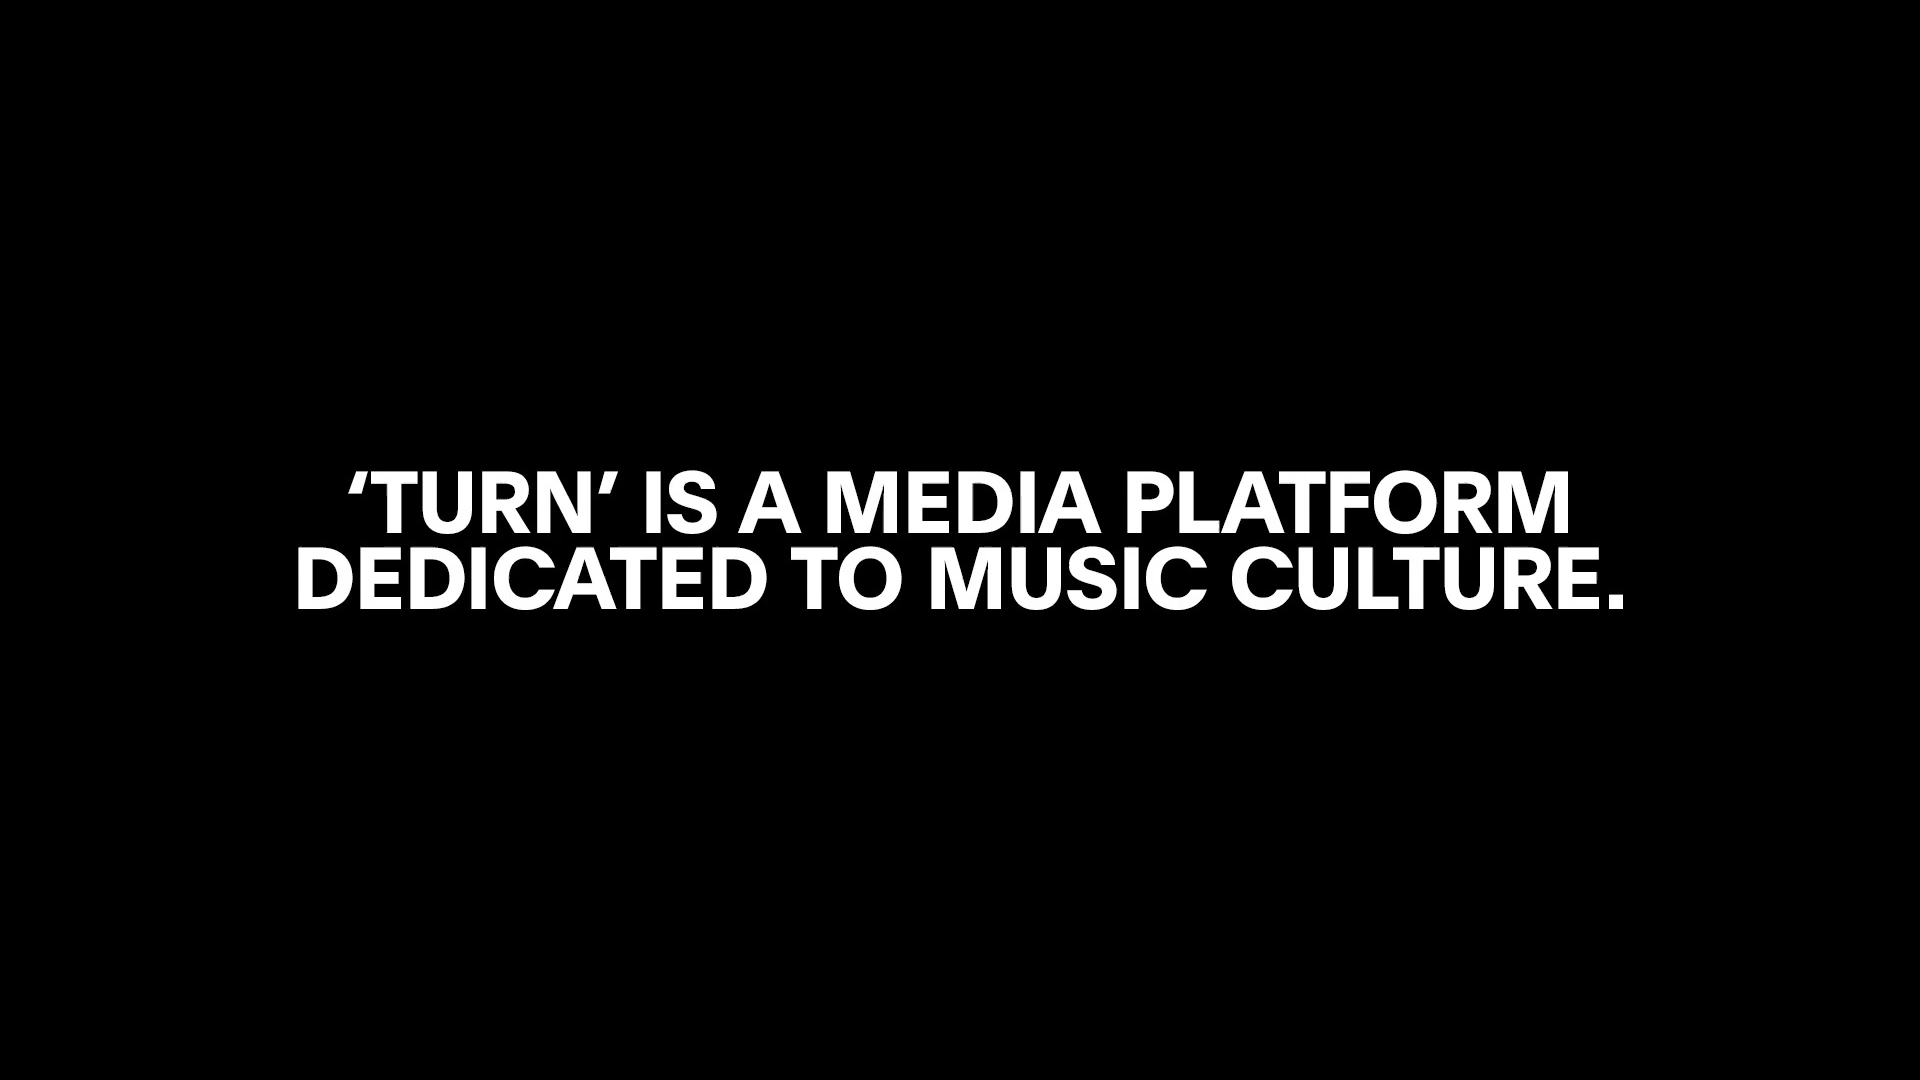 ‘TURN’ IS A MEDIA PLATFORM
DEDICATED TO MUSIC CULTURE.